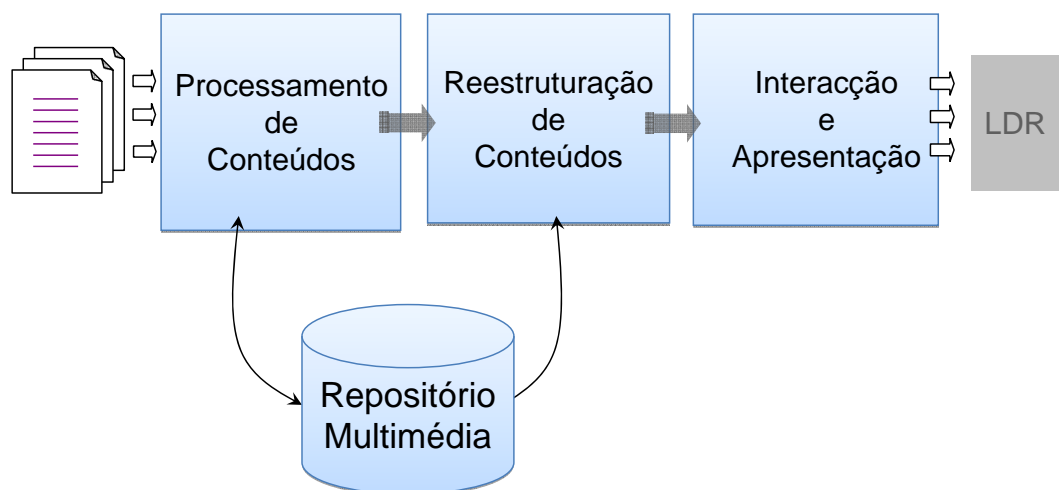 Processamento
de
Conteúdos
Reestruturação
de
Conteúdos
Interacção
e
Apresentação
LDR
Repositório
Multimédia